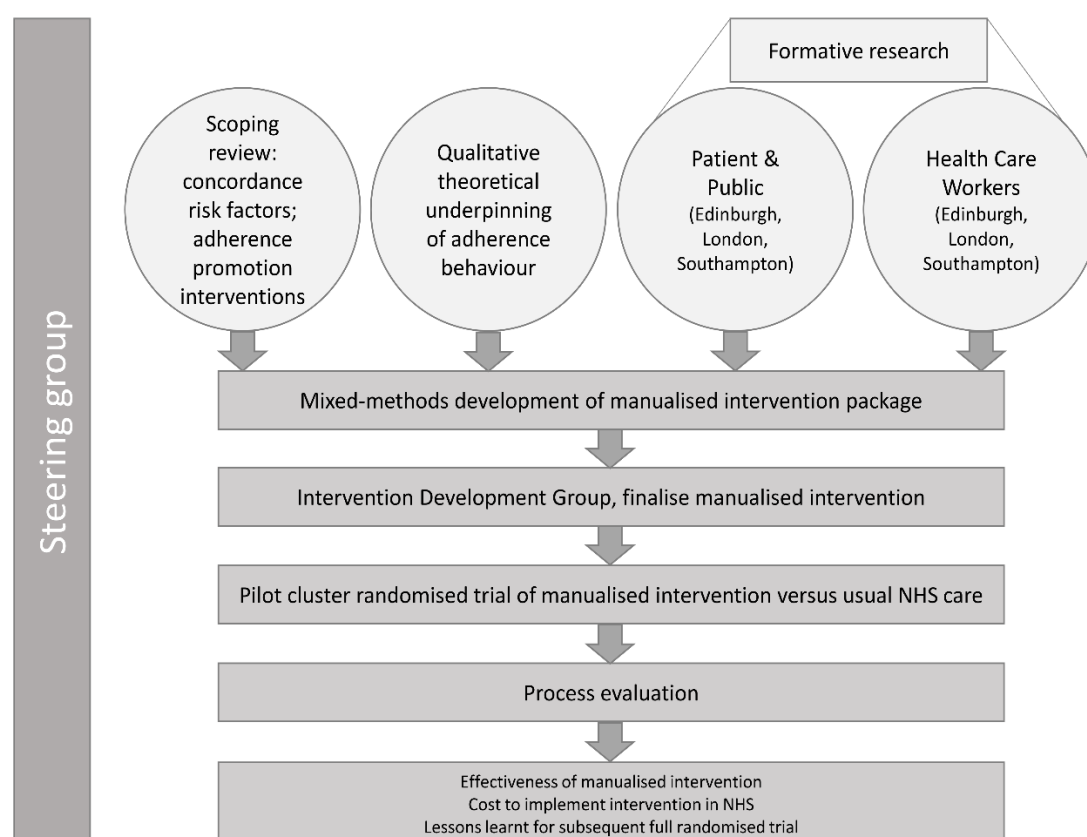 Steering group
Formative research
Scoping
review:
concordance
risk factors;
adherence
promotion
interventions
Qualitative
theoretical
underpinning
of adherence
behaviour
Patient &
Public
(Edinburgh,
London,
Southampton)
Health Care
Workers
(Edinburgh,
London,
Southampton)
Mixed-methods development of manualised intervention package
Intervention Development Group, finalise manualised intervention
Pilot cluster randomised trial of manualised intervention versus usual NHS care
Process evaluation
Effectiveness of manualised intervention
Cost to implement intervention in NHS
Lessons learnt for subsequent full randomised trial